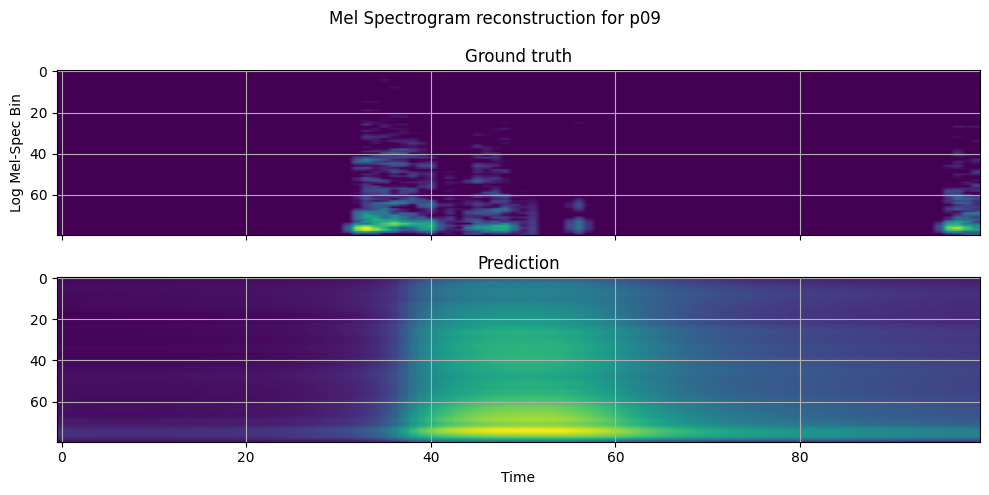 Mel Spectrogram reconstruction for p09
Ground truth
Log Mel-Spec Bin
0
20
40
60
Prediction
0
20
40
60
0 20 40 60 80
Time